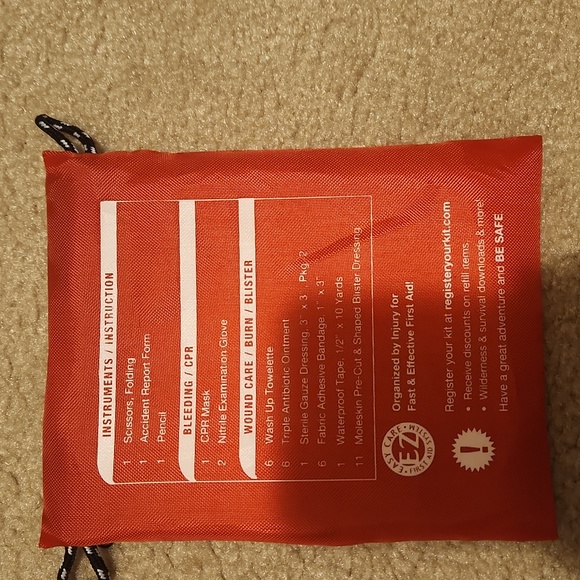 INSTRUMENTS / INSTRUCTION
1 Scissors, Folding
1 Accident Report Form
1 Pencil
BLEEDING / CPR
1 CPR Mask
2 Nitrile Examination Glove
WOUND CARE / BURN / BLISTER
6 Wash Up Towelette
6 Triple Antibiotic Ointment
1 Sterile Gauze Dressing, 3" x 3", Pkg. 2
6 Fabric Adhesive Bandage, 1" x 3"
1 Waterproof Tape, 1/2" x 10 Yards
11 Moleskin Pre-Cut & Shaped Blister Dressing
EASY CARE
EZ
FIRST AID SYSTEM
Organized by Injury for
Fast & Effective First Aid!
!
Register your kit at registeryourkit.com
• Receive discounts on refill items.
• Wilderness & survival downloads & more!
Have a great adventure and BE SAFE.